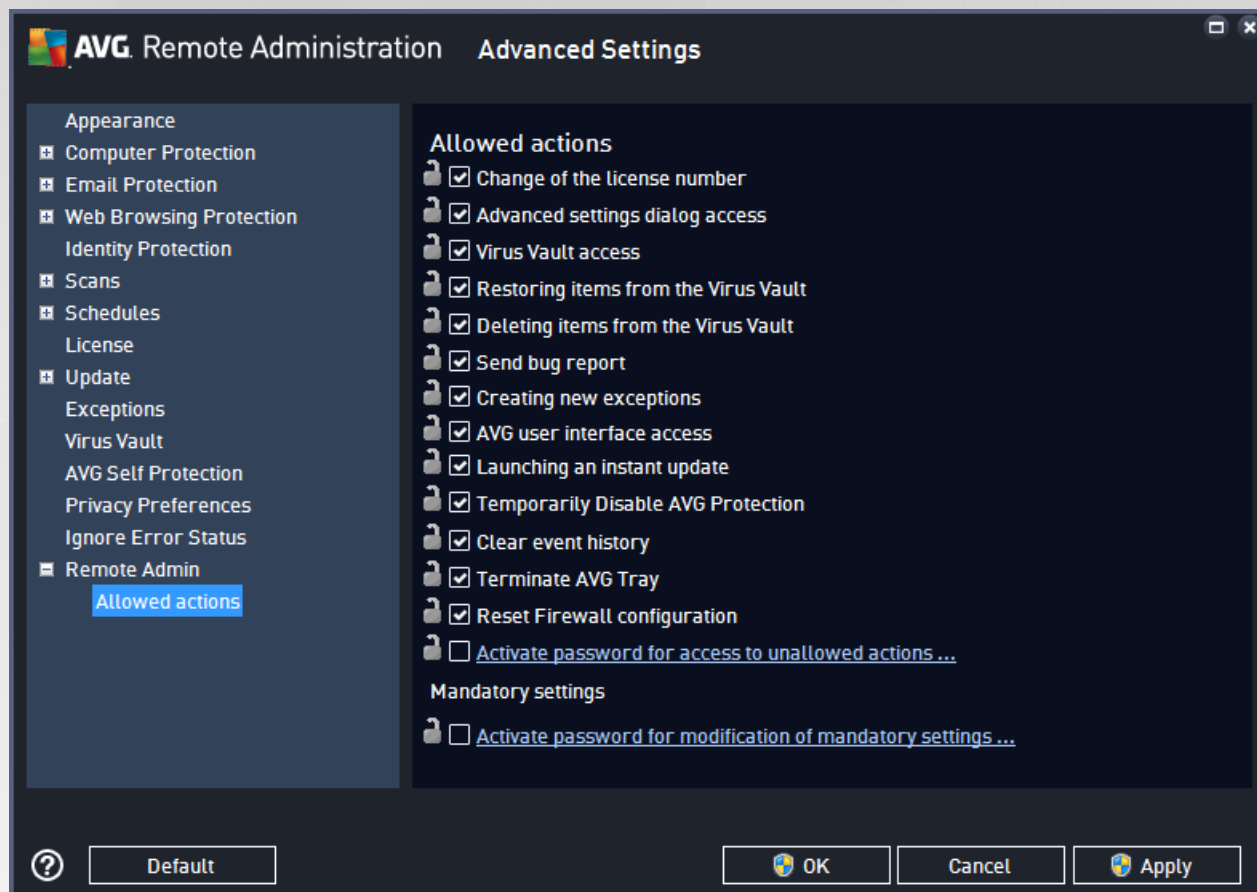 AVG. Remote Administration Advanced Settings
Appearance
Computer Protection
Email Protection
Web Browsing Protection
Identity Protection
Scans
Schedules
License
Update
Exceptions
Virus Vault
AVG Self Protection
Privacy Preferences
Ignore Error Status
Remote Admin
Allowed actions
Allowed actions
Change of the license number
Advanced settings dialog access
Virus Vault access
Restoring items from the Virus Vault
Deleting items from the Virus Vault
Send bug report
Creating new exceptions
AVG user interface access
Launching an instant update
Temporarily Disable AVG Protection
Clear event history
Terminate AVG Tray
Reset Firewall configuration
Activate password for access to unallowed actions ...
Mandatory settings
Activate password for modification of mandatory settings ...
? Default OK Cancel Apply